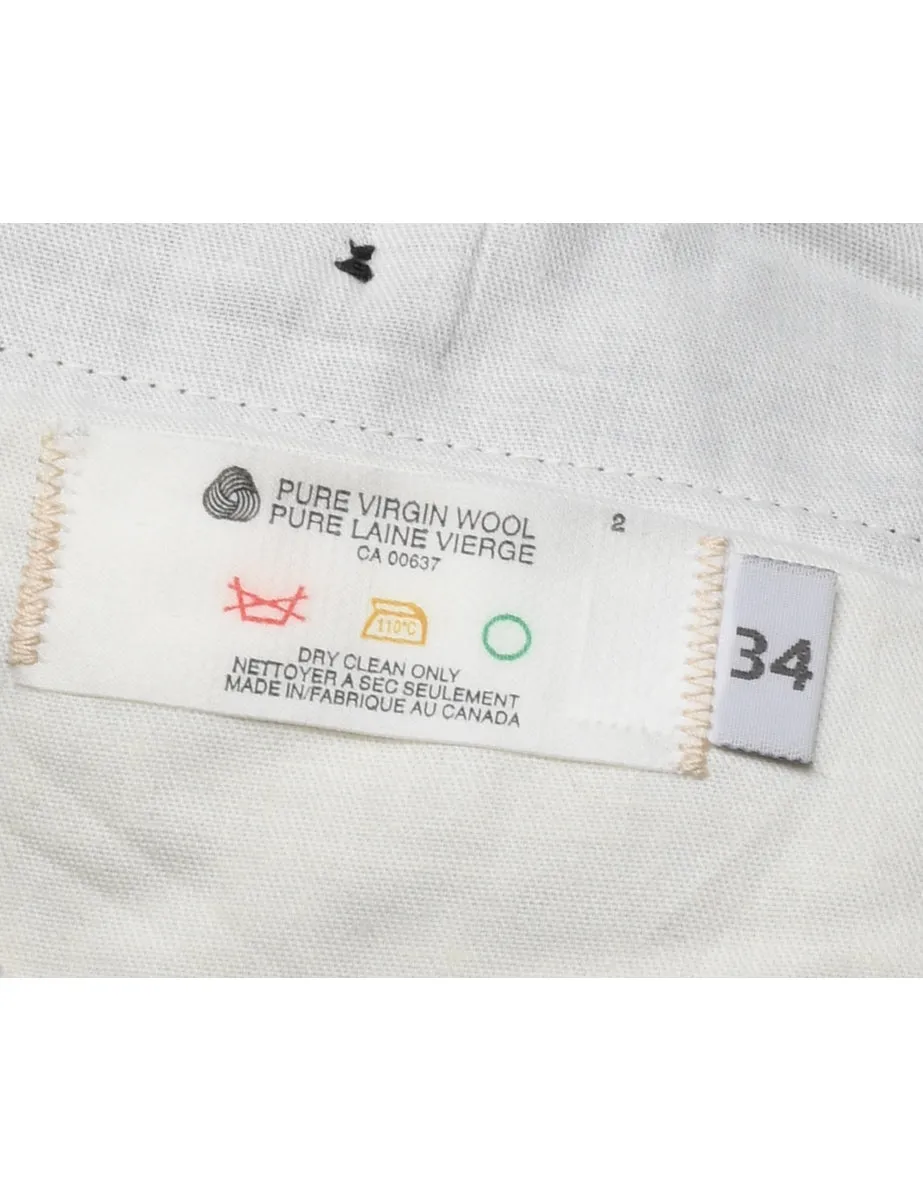 PURE VIRGIN WOOL
PURE LAINE VIERGE
CA 00637
2
110°C
DRY CLEAN ONLY
NETTOYER A SEC SEULEMENT
MADE IN/FABRIQUE AU CANADA
34